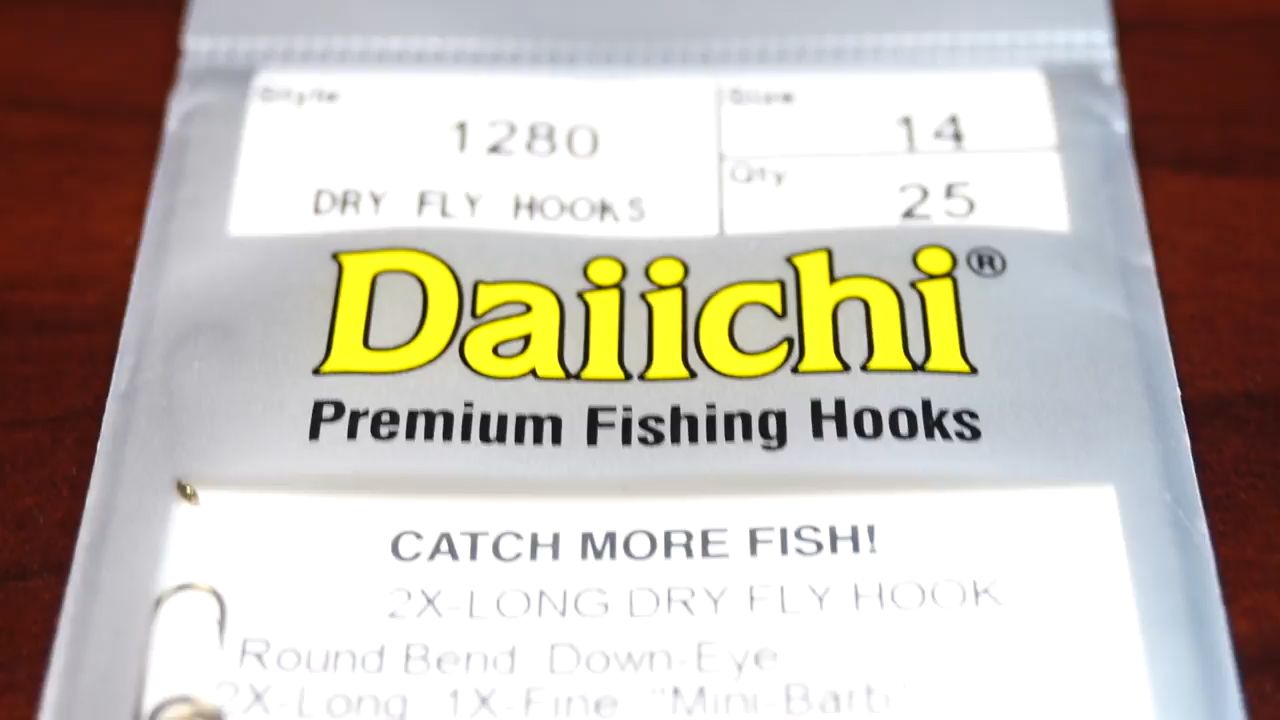 Style
Size
1280
14
Qty
DRY FLY HOOKS
25
Daiichi®
Premium Fishing Hooks
CATCH MORE FISH!
2X-LONG DRY FLY HOOK
Round Bend Down-Eye
2X-Long 1X-Fine "Mini-Barb"